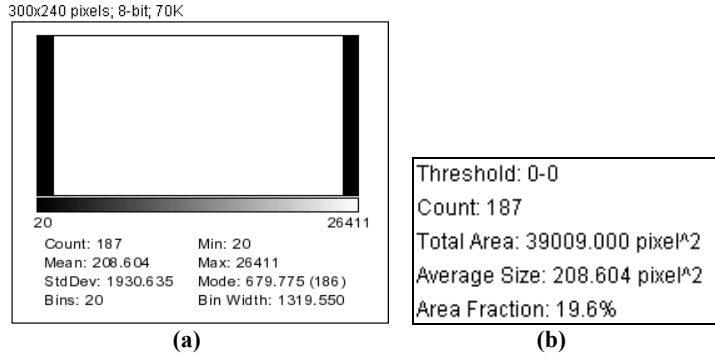 300x240 pixels; 8-bit; 70K
20 26411
Count: 187 Min: 20
Mean: 208.604 Max: 26411
StdDev: 1930.635 Mode: 679.775 (186)
Bins: 20 Bin Width: 1319.550
(a)
Threshold: 0-0
Count: 187
Total Area: 39009.000 pixel^2
Average Size: 208.604 pixel^2
Area Fraction: 19.6%
(b)